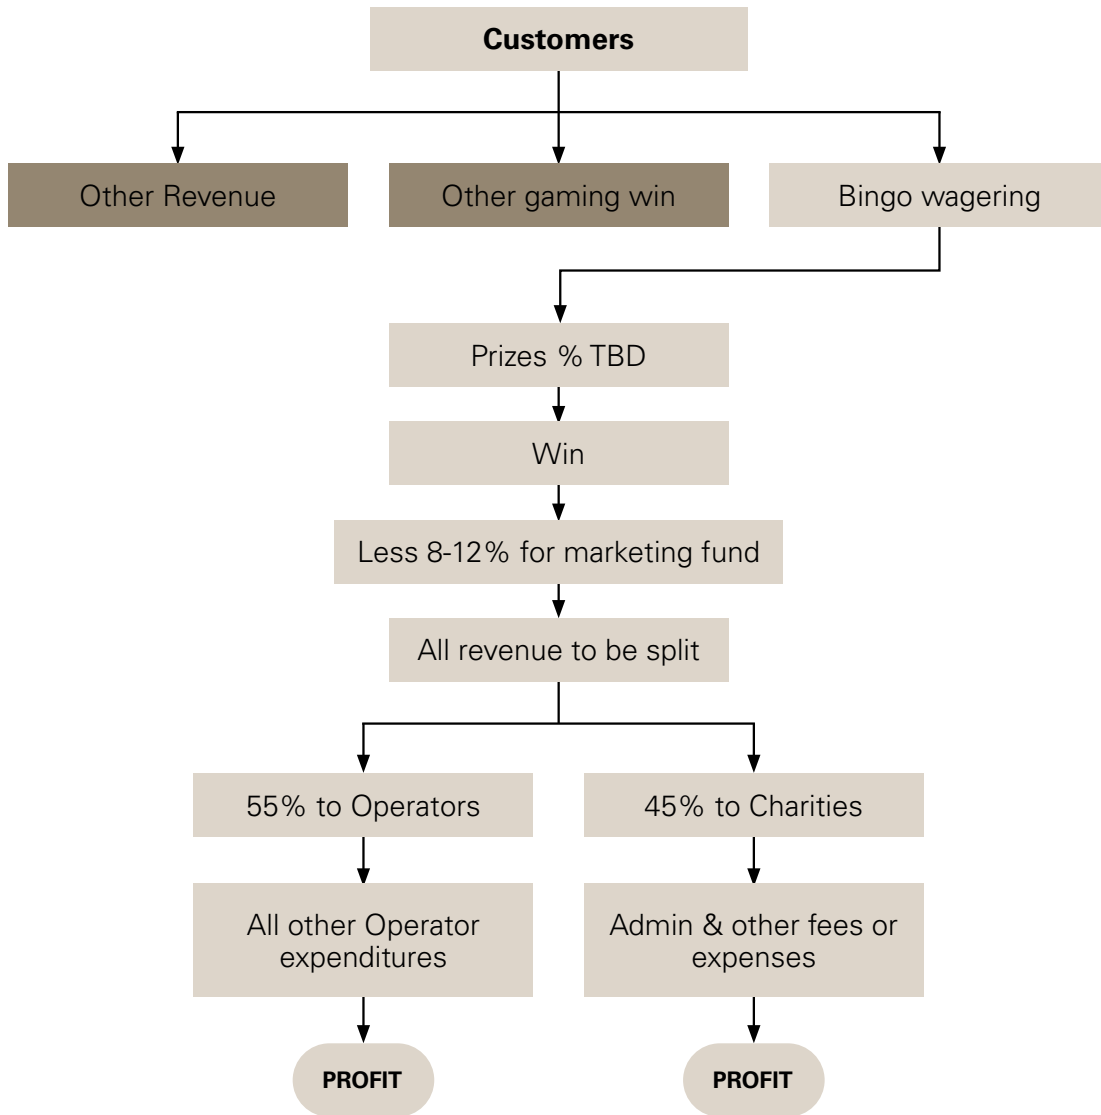 Customers
Other Revenue
Other gaming win
Bingo wagering
Prizes % TBD
Win
Less 8-12% for marketing fund
All revenue to be split
55% to Operators
45% to Charities
All other Operator
expenditures
Admin & other fees or
expenses
PROFIT
PROFIT